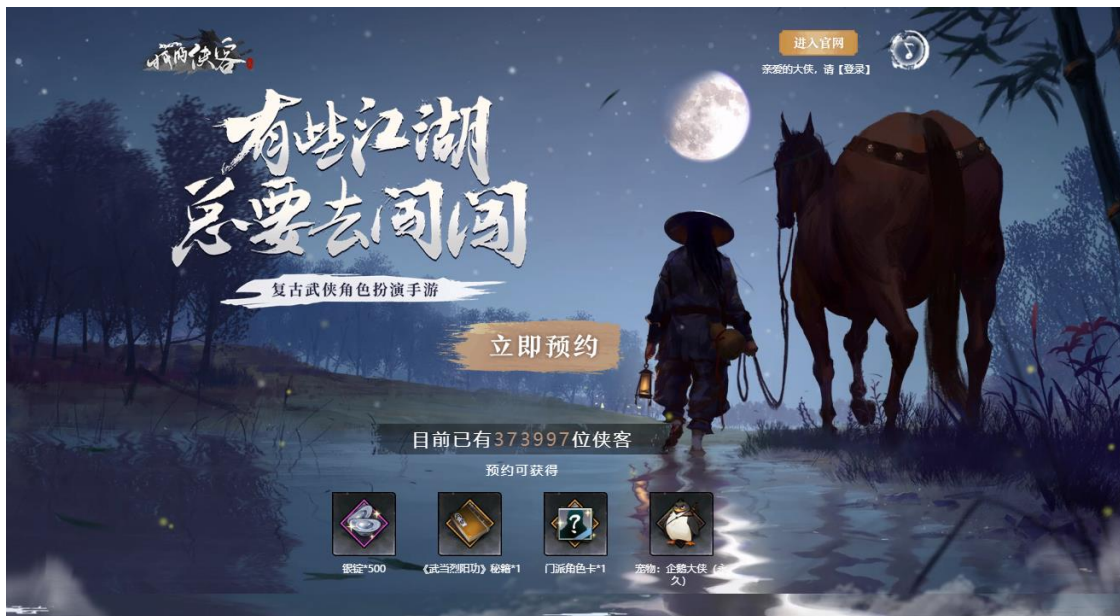 我的侠客
进入官网
亲爱的大侠，请【登录】
有些江湖
总要去闯闯
复古武侠角色扮演手游
立即预约
目前已有373997位侠客
预约可获得
银锭*500
《武当烈阳功》秘籍*1
门派角色卡*1
宠物：企鹅大侠（永
久）